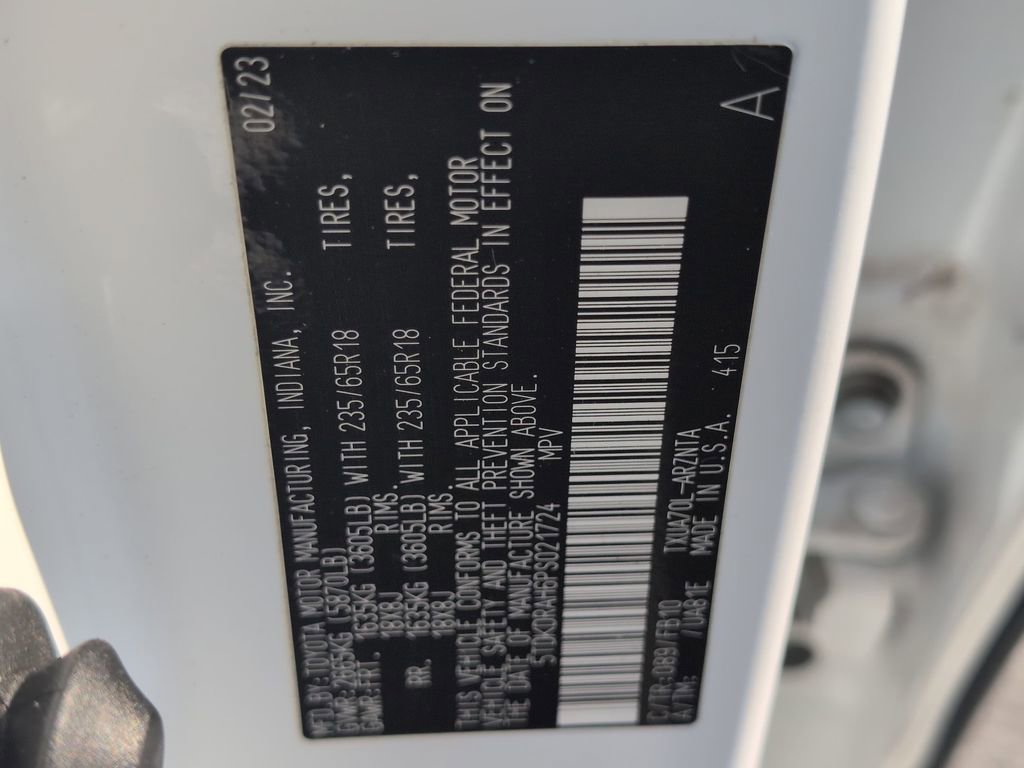 MFD.BY: TOYOTA MOTOR MANUFACTURING, INDIANA, INC. 02/23
GVWR: 2665KG (5870LB)
GAWR: FRT. 1635KG (3605LB) WITH 235/65R18 TIRES,
18X8J RIMS.
RR. 1635KG (3605LB) WITH 235/65R18 TIRES,
18X8J RIMS.
THIS VEHICLE CONFORMS TO ALL APPLICABLE FEDERAL MOTOR
VEHICLE SAFETY AND THEFT PREVENTION STANDARDS IN EFFECT ON
THE DATE OF MANUFACTURE SHOWN ABOVE.
MPV
C/TR: 089/FB10 TXUA70L-ARZNTA A
A/TM: /UA81E MADE IN U.S.A. 415